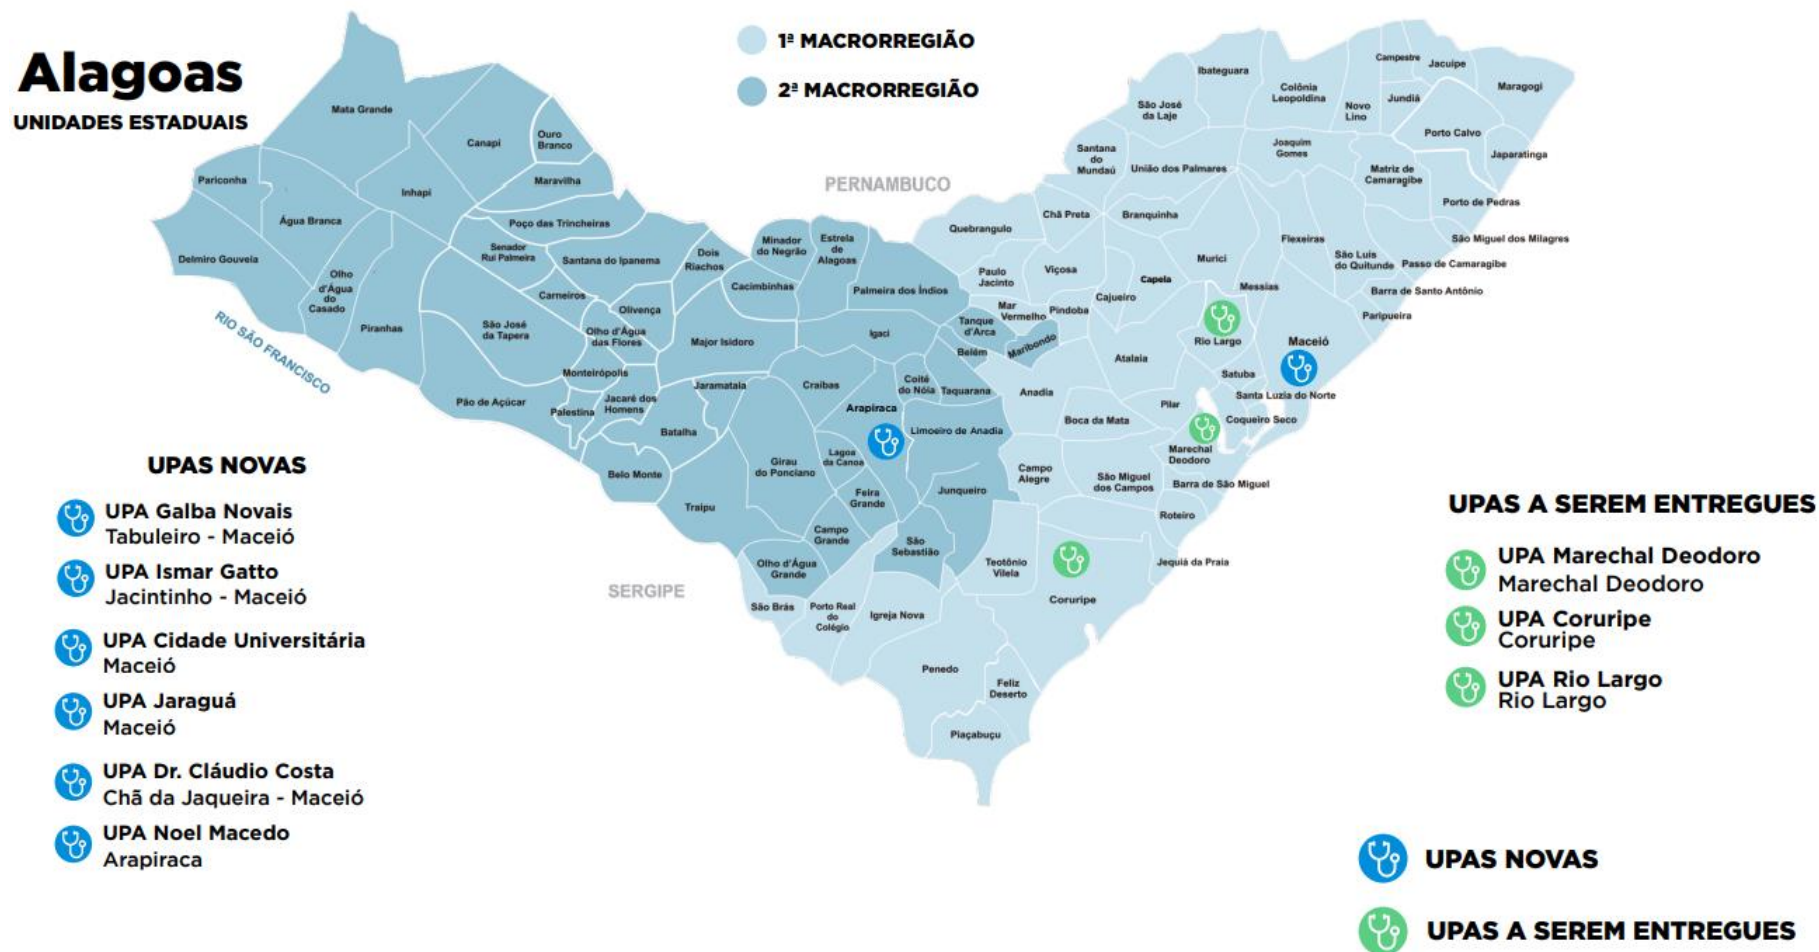 Alagoas
UNIDADES ESTADUAIS
1ª MACRORREGIÃO
2ª MACRORREGIÃO
PERNAMBUCO
SERGIPE
RIO SÃO FRANCISCO
Mata Grande
Canapi
Ouro
Branco
Pariconha
Inhapi
Maravilha
Água Branca
Poço das Trincheiras
Delmiro Gouveia
Olho
d'Água
do
Casado
Piranhas
Senador
Rui Palmeira
Santana do Ipanema
Dois
Riachos
Carneiros
Olivença
São José
da Tapera
Olho d'Água
das Flores
Major Isidoro
Monteirópolis
Pão de Açúcar
Palestina
Jacaré dos
Homens
Jaramataia
Batalha
Belo Monte
Traipu
Minador
do Negrão
Estrela
de
Alagoas
Cacimbinhas
Palmeira dos Índios
Igaci
Tanque
d'Arca
Belém
Maribondo
Craíbas
Coité
do Nóia
Taquarana
Arapiraca
Limoeiro de Anadia
Lagoa
da Canoa
Girau
do Ponciano
Feira
Grande
Junqueiro
Campo
Grande
São
Sebastião
Olho d'Água
Grande
São Brás
Porto Real
do
Colégio
Igreja Nova
Penedo
Feliz
Deserto
Piaçabuçu
Teotônio
Vilela
Coruripe
Jequiá da Praia
Roteiro
Campo
Alegre
São Miguel
dos Campos
Barra de São Miguel
Marechal
Deodoro
Boca da Mata
Anadia
Pilar
Coqueiro Seco
Santa Luzia do Norte
Satuba
Maceió
Rio Largo
Atalaia
Quebrangulo
Paulo
Jacinto
Mar
Vermelho
Pindoba
Viçosa
Chã Preta
Cajueiro
Capela
Branquinha
Murici
Messias
Flexeiras
São Luis
do Quitunde
Passo de Camaragibe
Barra de Santo Antônio
Paripueira
São Miguel dos Milagres
Porto de Pedras
Matriz de
Camaragibe
Japaratinga
Porto Calvo
Maragogi
Jacuipe
Campestre
Jundiá
Novo
Lino
Colônia
Leopoldina
Ibateguara
São José
da Laje
Santana
do
Mundaú
União dos Palmares
Joaquim
Gomes
UPAS NOVAS
UPA Galba Novais
Tabuleiro - Maceió
UPA Ismar Gatto
Jacintinho - Maceió
UPA Cidade Universitária
Maceió
UPA Jaraguá
Maceió
UPA Dr. Cláudio Costa
Chã da Jaqueira - Maceió
UPA Noel Macedo
Arapiraca
UPAS A SEREM ENTREGUES
UPA Marechal Deodoro
Marechal Deodoro
UPA Coruripe
Coruripe
UPA Rio Largo
Rio Largo
UPAS NOVAS
UPAS A SEREM ENTREGUES